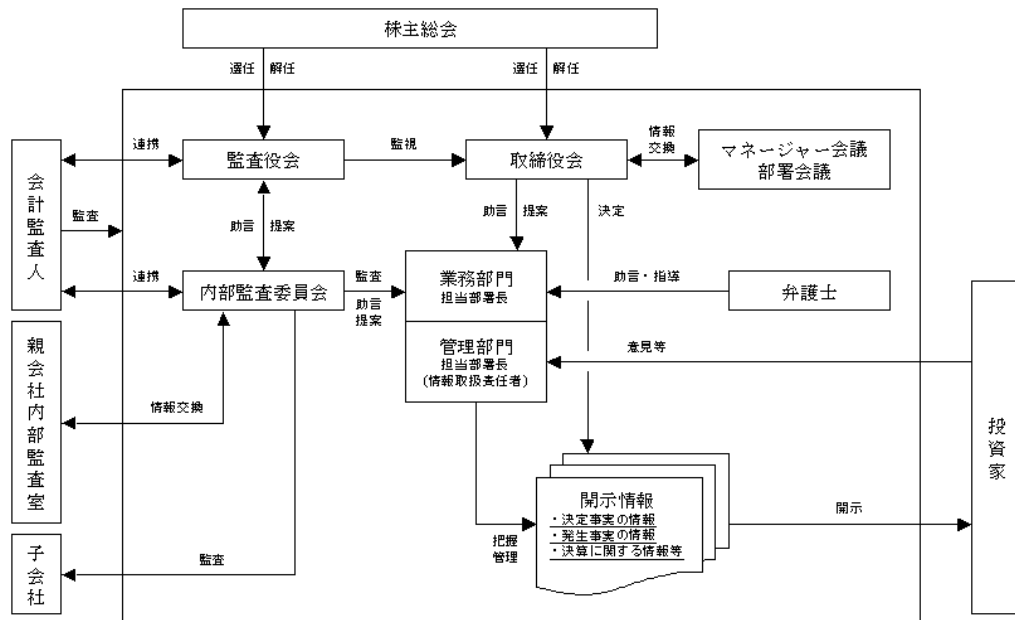 株主総会
選任 解任
選任 解任
連携
監査役会
監視
取締役会
情報
交換
マネージャー会議
部署会議
会計監査人
監査
助言 提案
助言 提案
決定
連携
内部監査委員会
監査
助言
提案
業務部門
担当部署長
助言・指導
弁護士
管理部門
担当部署長
(情報取扱責任者)
意見等
親会社内部監査室
情報交換
投資家
開示情報
・決定事実の情報
・発生事実の情報
・決算に関する情報等
開示
把握
管理
子会社
監査